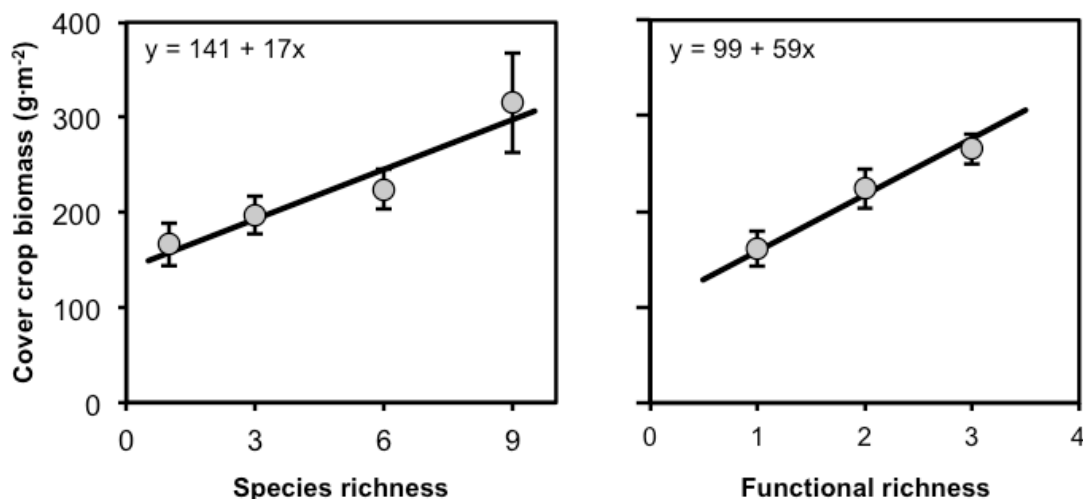 Cover crop biomass (g·m⁻²)
400
300
200
100
0
y = 141 + 17x
0 3 6 9
Species richness
y = 99 + 59x
0 1 2 3 4
Functional richness